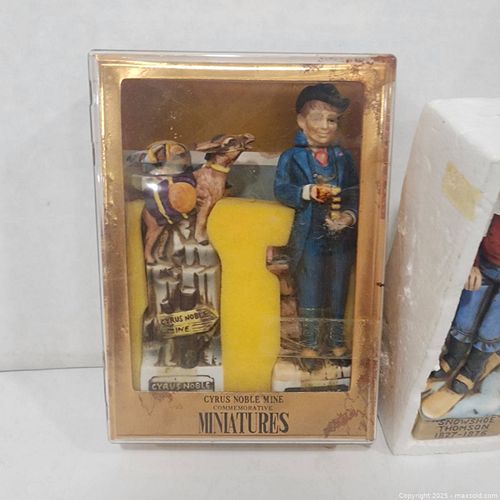 CYRUS NOBLE
MINE
CYRUS NOBLE
CYRUS NOBLE MINE
COMMEMORATIVE
MINIATURES
"SNOWSHOE
THOMSON
1827-1876
Copyright 2025 - maxsold.com